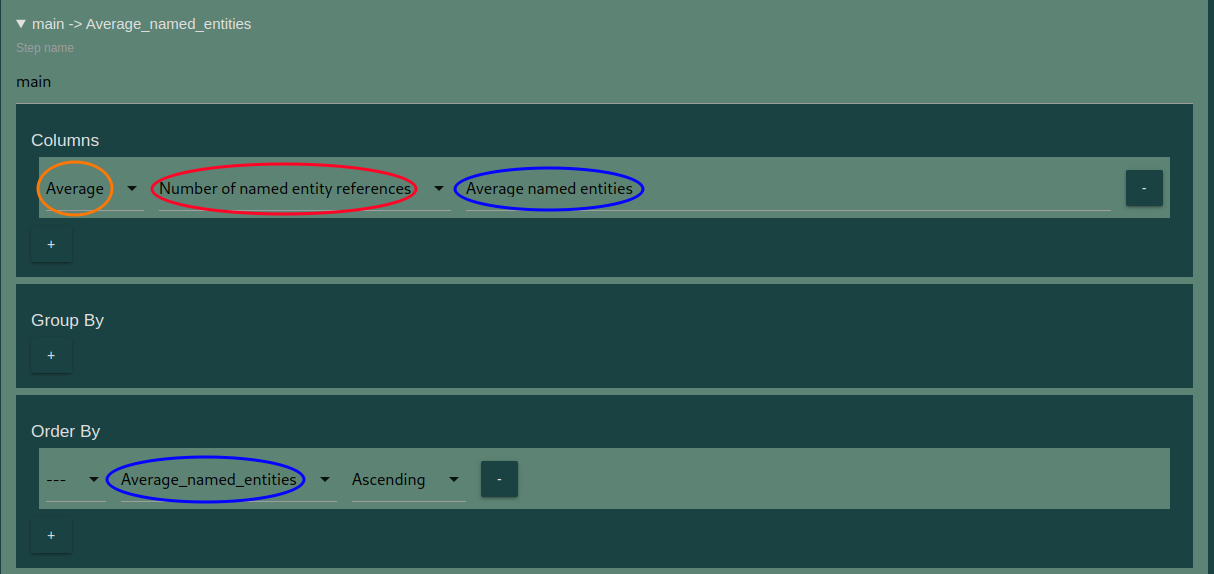 ▼ main -> Average_named_entities
Step name
main
Columns
Average Number of named entity references Average named entities -
+
Group By
+
Order By
--- Average_named_entities Ascending -
+